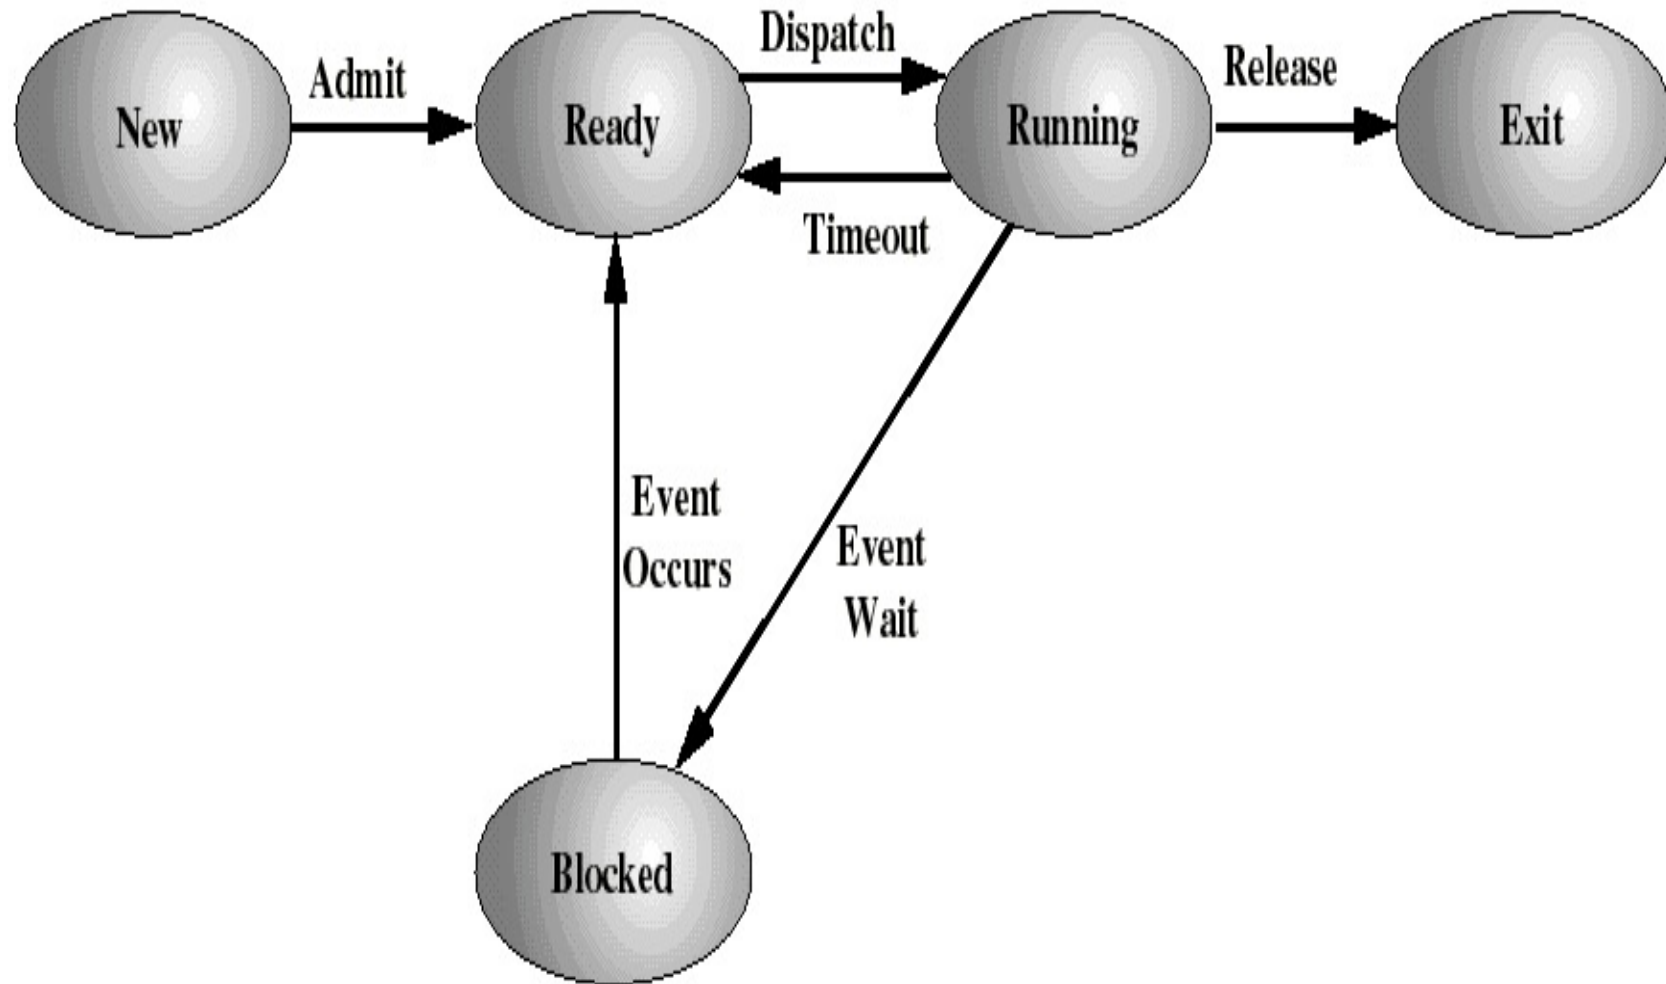 Dispatch
Admit
Release
New
Ready
Running
Exit
Timeout
Event
Occurs
Event
Wait
Blocked